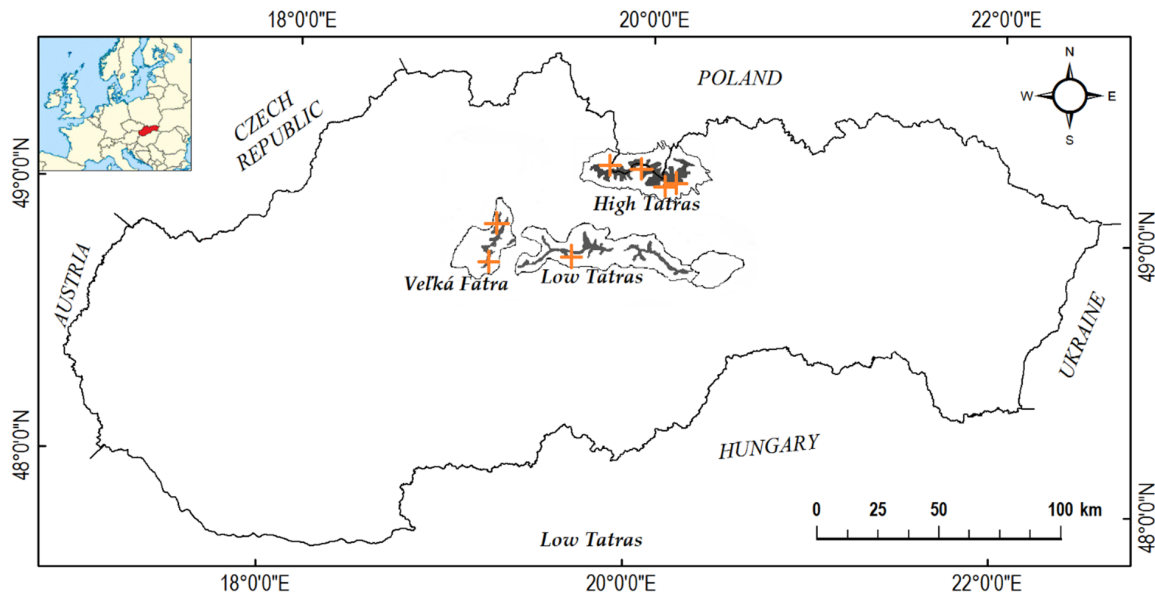 18°0'0"E 20°0'0"E 22°0'0"E
N
W E
S
POLAND
CZECH
REPUBLIC
49°0'0"N
High Tatras
49°0'0"N
AUSTRIA
Veľká Fatra
Low Tatras
UKRAINE
48°0'0"N
HUNGARY
0 25 50 100 km
48°0'0"N
Low Tatras
18°0'0"E 20°0'0"E 22°0'0"E